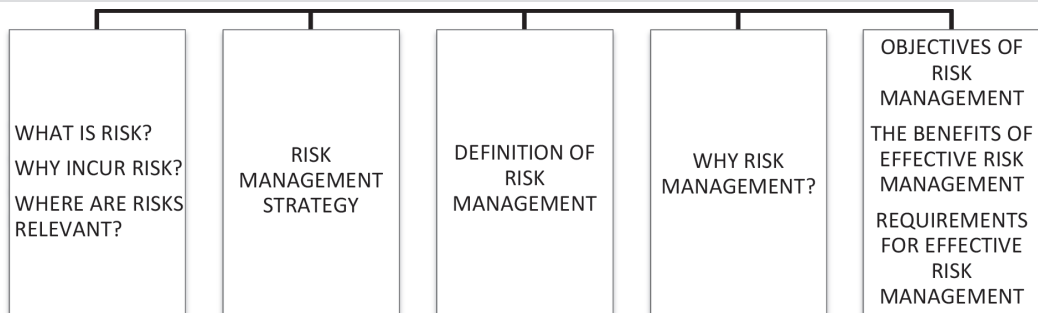 WHAT IS RISK?
WHY INCUR RISK?
WHERE ARE RISKS
RELEVANT?
RISK
MANAGEMENT
STRATEGY
DEFINITION OF
RISK
MANAGEMENT
WHY RISK
MANAGEMENT?
OBJECTIVES OF
RISK
MANAGEMENT
THE BENEFITS OF
EFFECTIVE RISK
MANAGEMENT
REQUIREMENTS
FOR EFFECTIVE
RISK
MANAGEMENT